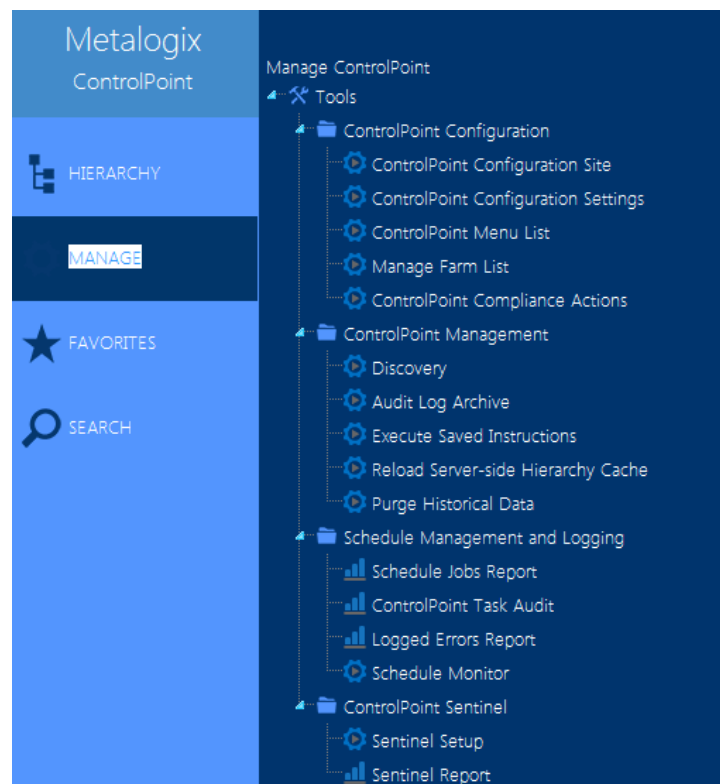 Metalogix
ControlPoint
HIERARCHY
MANAGE
FAVORITES
SEARCH
Manage ControlPoint
Tools
ControlPoint Configuration
ControlPoint Configuration Site
ControlPoint Configuration Settings
ControlPoint Menu List
Manage Farm List
ControlPoint Compliance Actions
ControlPoint Management
Discovery
Audit Log Archive
Execute Saved Instructions
Reload Server-side Hierarchy Cache
Purge Historical Data
Schedule Management and Logging
Schedule Jobs Report
ControlPoint Task Audit
Logged Errors Report
Schedule Monitor
ControlPoint Sentinel
Sentinel Setup
Sentinel Report